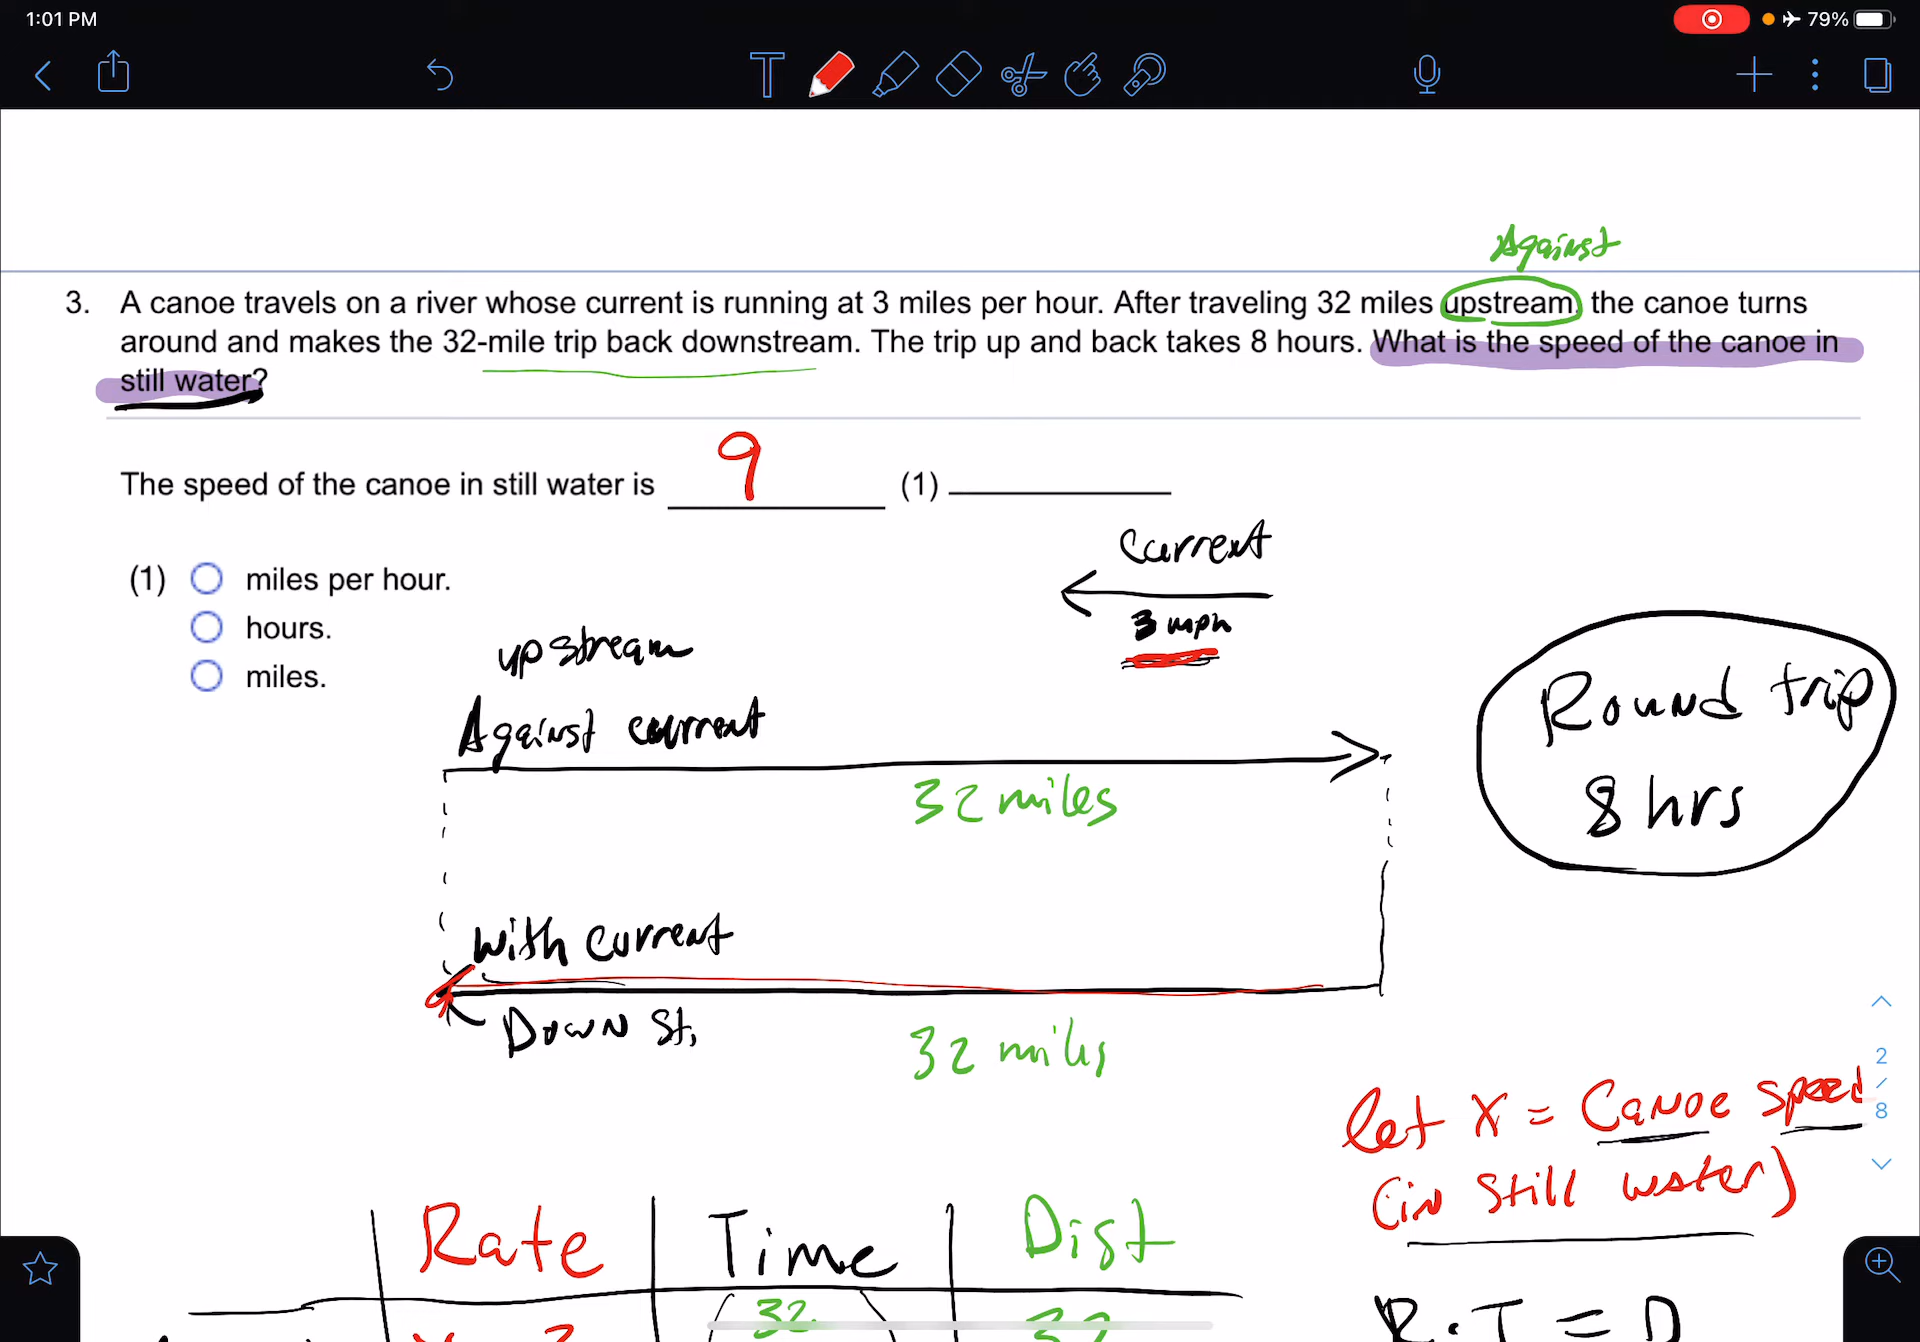 1:01 PM
79%
Against
3. A canoe travels on a river whose current is running at 3 miles per hour. After traveling 32 miles upstream, the canoe turns
around and makes the 32-mile trip back downstream. The trip up and back takes 8 hours. What is the speed of the canoe in
still water?
The speed of the canoe in still water is 9 (1)
current
(1) miles per hour.
3 mph
hours.
upstream
miles.
Against current
Round trip
8 hrs
32 miles
With current
Down St.
32 miles
2
/
8
let x = Canoe speed
(in still water)
Rate Time Dist
32
R · T = D